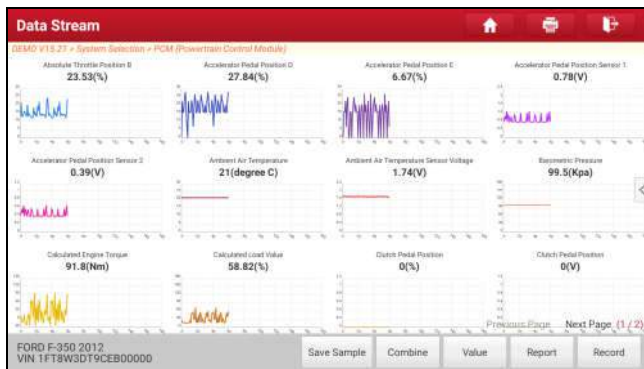 Data Stream
DEMO V15.21 > System Selection > PCM (Powertrain Control Module)
Absolute Throttle Position B
23.53(%)
Accelerator Pedal Position D
27.84(%)
Accelerator Pedal Position E
6.67(%)
Accelerator Pedal Position Sensor 1.
0.78(V)
Accelerator Pedal Position Sensor 2
0.39(V)
Ambient Air Temperature
21(degree C)
Ambient Air Temperature Sensor Voltage
1.74(V)
Barometric Pressure
99.5(Kpa)
Calculated Engine Torque
91.8(Nm)
Calculated Load Value
58.82(%)
Clutch Pedal Position
0(%)
Clutch Pedal Position
0(V)
Previous Page Next Page (1 / 2)
FORD F-350 2012
VIN 1FT8W3DT9CEB00000
Save Sample Combine Value Report Record